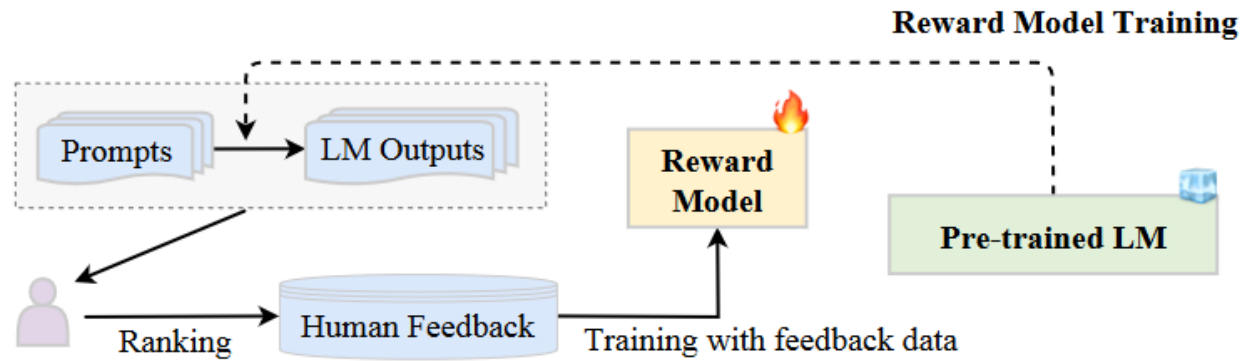 Reward Model Training
Prompts
LM Outputs
Reward
Model
Pre-trained LM
Ranking
Human Feedback
Training with feedback data